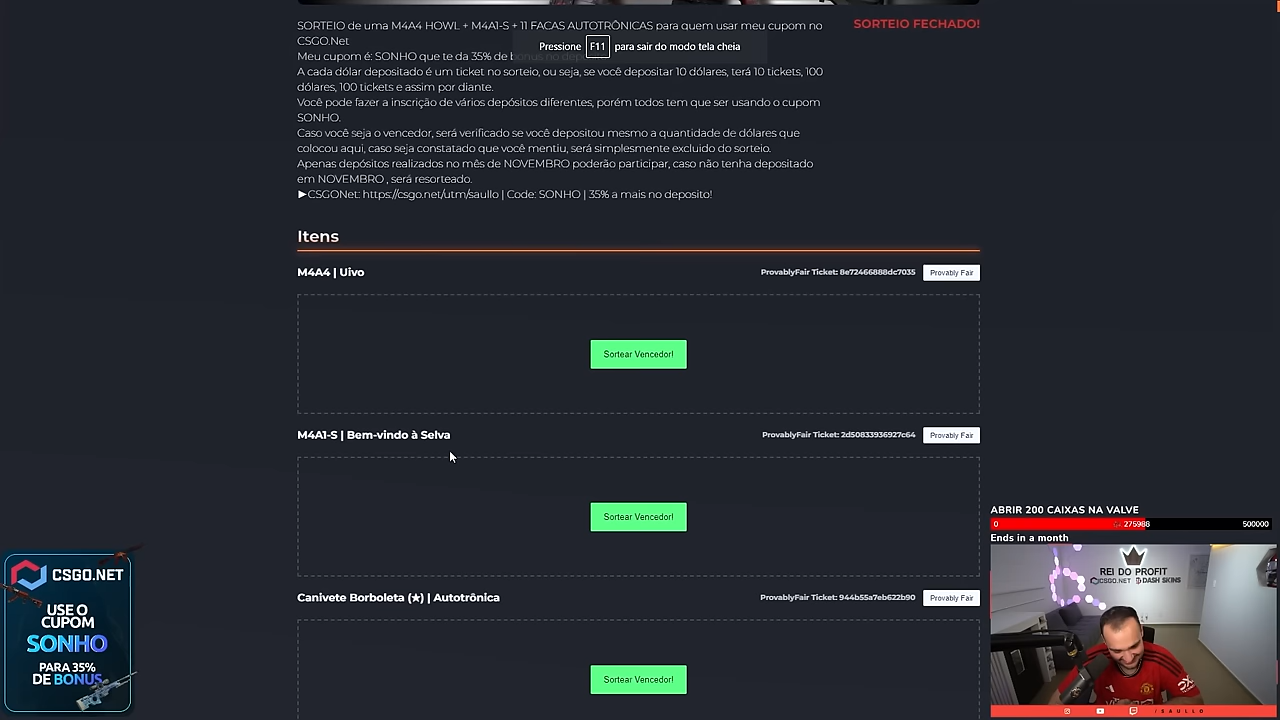 SORTEIO de uma M4A4 HOWL + M4A1-S + 11 FACAS AUTOTRÔNICAS para quem usar meu cupom no
CSGO.Net
SORTEIO FECHADO!
Pressione F11 para sair do modo tela cheia
Meu cupom é: SONHO que te da 35% de
A cada dólar depositado é um ticket no sorteio, ou seja, se você depositar 10 dólares, terá 10 tickets, 100
dólares, 100 tickets e assim por diante.
Você pode fazer a inscrição de vários depósitos diferentes, porém todos tem que ser usando o cupom
SONHO.
Caso você seja o vencedor, será verificado se você depositou mesmo a quantidade de dólares que
colocou aqui, caso seja constatado que você mentiu, será simplesmente excluido do sorteio.
Apenas depósitos realizados no mês de NOVEMBRO poderão participar, caso não tenha depositado
em NOVEMBRO , será resorteado.
▶CSGONet: https://csgo.net/utm/saullo | Code: SONHO | 35% a mais no deposito!
Itens
M4A4 | Uivo
ProvablyFair Ticket: 8e72466888dc7035
Provably Fair
Sortear Vencedor!
M4A1-S | Bem-vindo à Selva
ProvablyFair Ticket: 2d50833936927c64
Provably Fair
Sortear Vencedor!
Canivete Borboleta (★) | Autotrônica
ProvablyFair Ticket: 944b55a7eb622b90
Provably Fair
Sortear Vencedor!
CSGO.NET
USE O
CUPOM
SONHO
PARA 35%
DE BONUS
ABRIR 200 CAIXAS NA VALVE
0 275988 500000
Ends in a month
REI DO PROFIT
CSGO.NET DASH SKINS
/SAULLO